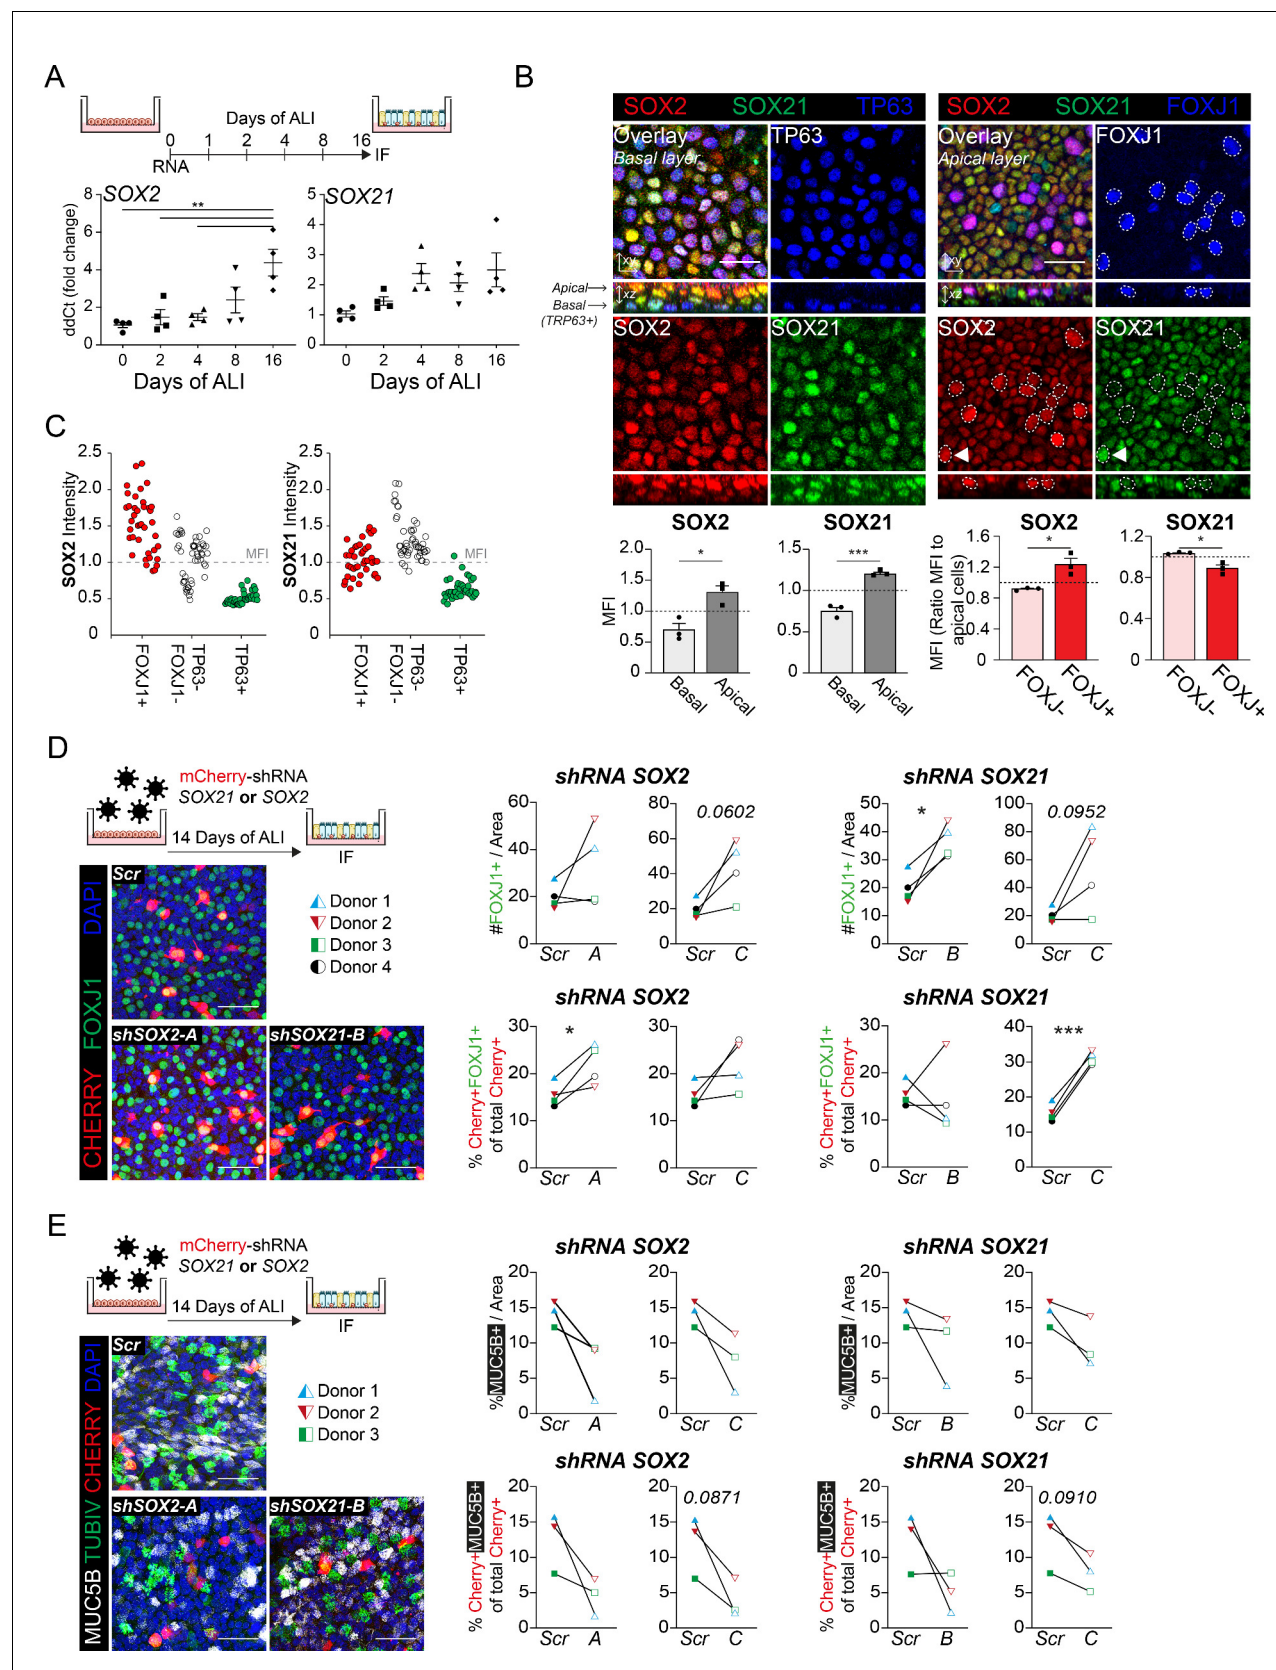 A
Days of ALI
0 1 2 4 8 16
RNA
IF
SOX2
SOX21
**
ddCt (fold change)
8
6
4
2
0
5
4
3
2
1
0
0 2 4 8 16
0 2 4 8 16
Days of ALI
Days of ALI
B
SOX2 SOX21 TP63
SOX2 SOX21 FOXJ1
Overlay
Basal layer
TP63
Overlay
Apical layer
FOXJ1
xy
xy
Apical
xz
xz
Basal
(TRP63+)
SOX2
SOX21
SOX2
SOX21
SOX2
SOX21
SOX2
SOX21
*
***
*
*
MFI
2.0
1.5
1.0
0.5
0
1.5
1.0
0.5
0
MFI (Ratio MFI to
apical cells)
2.0
1.6
1.2
0.8
0.4
0
1.2
0.8
0.4
0
Basal Apical
Basal Apical
FOXJ- FOXJ+
FOXJ- FOXJ+
C
SOX2 Intensity
2.5
2.0
1.5
1.0
0.5
0
MFI
FOXJ1+
FOXJ1-
TP63-
TP63+
SOX21 Intensity
2.5
2.0
1.5
1.0
0.5
0
MFI
FOXJ1+
FOXJ1-
TP63-
TP63+
D
mCherry-shRNA
SOX21 or SOX2
14 Days of ALI
IF
CHERRY FOXJ1 DAPI
Scr
shSOX2-A
shSOX21-B
Donor 1
Donor 2
Donor 3
Donor 4
shRNA SOX2
shRNA SOX21
#FOXJ1+ / Area
60
40
20
0
Scr A
0.0602
80
60
40
20
0
Scr C
#FOXJ1+ / Area
*
50
40
30
20
10
0
Scr B
0.0952
100
80
60
40
20
0
Scr C
shRNA SOX2
shRNA SOX21
% Cherry+FOXJ1+
of total Cherry+
*
30
20
10
0
Scr A
30
20
10
0
Scr C
% Cherry+FOXJ1+
of total Cherry+
30
20
10
0
Scr B
***
40
30
20
10
0
Scr C
E
mCherry-shRNA
SOX21 or SOX2
14 Days of ALI
IF
MUC5B TUBIV CHERRY DAPI
Scr
shSOX2-A
shSOX21-B
Donor 1
Donor 2
Donor 3
shRNA SOX2
shRNA SOX21
%MUC5B+ / Area
20
15
10
5
0
Scr A
20
15
10
5
0
Scr C
%MUC5B+ / Area
20
15
10
5
0
Scr B
20
15
10
5
0
Scr C
shRNA SOX2
shRNA SOX21
% Cherry+MUC5B+
of total Cherry+
20
15
10
5
0
Scr A
0.0871
20
15
10
5
0
Scr C
% Cherry+MUC5B+
of total Cherry+
20
15
10
5
0
Scr B
0.0910
20
15
10
5
0
Scr C